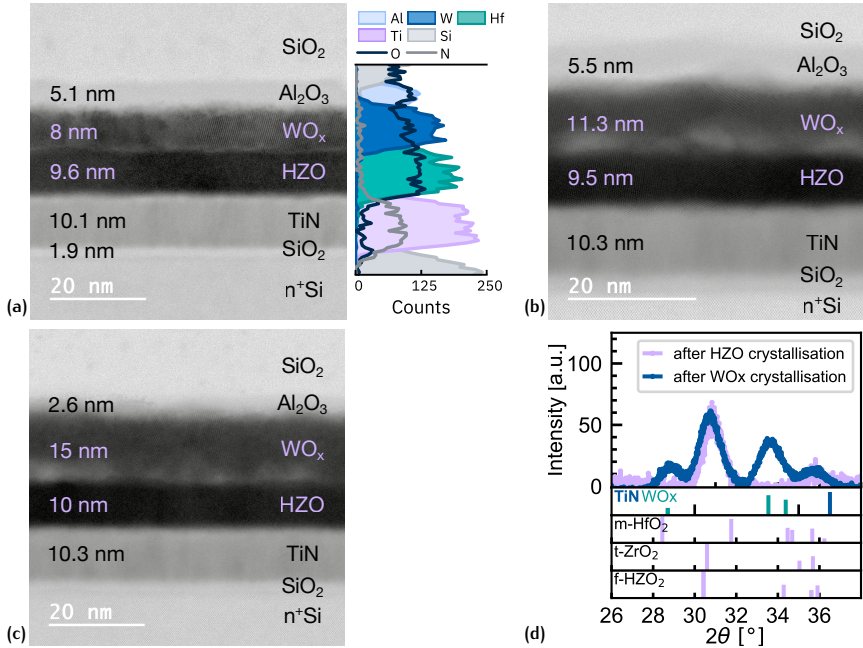 SiO₂
5.1 nm Al₂O₃
8 nm WOₓ
9.6 nm HZO
10.1 nm TiN
1.9 nm SiO₂
20 nm n⁺Si
(a)
Al W Hf
Ti Si
O N
0 125 250
Counts
SiO₂
5.5 nm Al₂O₃
11.3 nm WOₓ
9.5 nm HZO
10.3 nm TiN
SiO₂
20 nm n⁺Si
(b)
SiO₂
2.6 nm Al₂O₃
15 nm WOₓ
10 nm HZO
10.3 nm TiN
SiO₂
20 nm n⁺Si
(c)
after HZO crystallisation
after WOx crystallisation
Intensity [a.u.]
100
50
0
TiN WOx
m-HfO₂
t-ZrO₂
f-HZO₂
26 28 30 32 34 36
2θ [°]
(d)